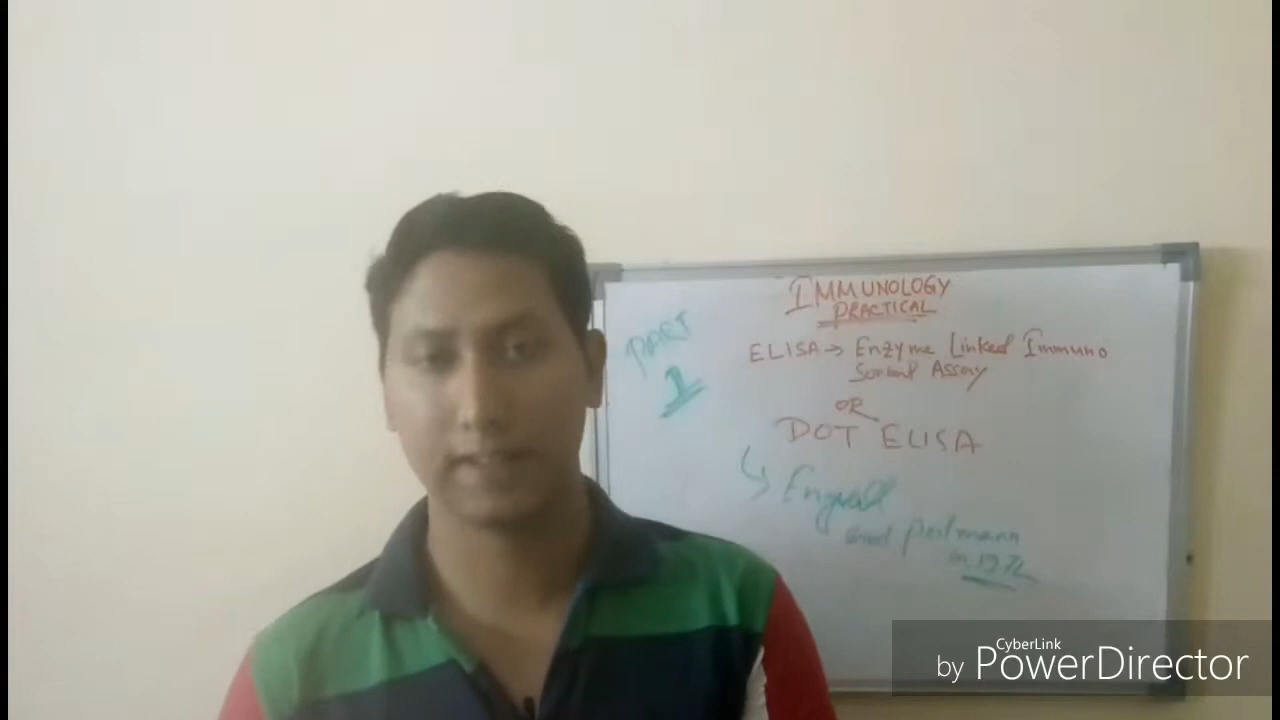 IMMUNOLOGY
PRACTICAL
PART
1
ELISA → Enzyme Linked Immuno
Sorbent Assay
OR
DOT ELISA
↳ Engvall
and perlmann
in 1972
CyberLink
by PowerDirector